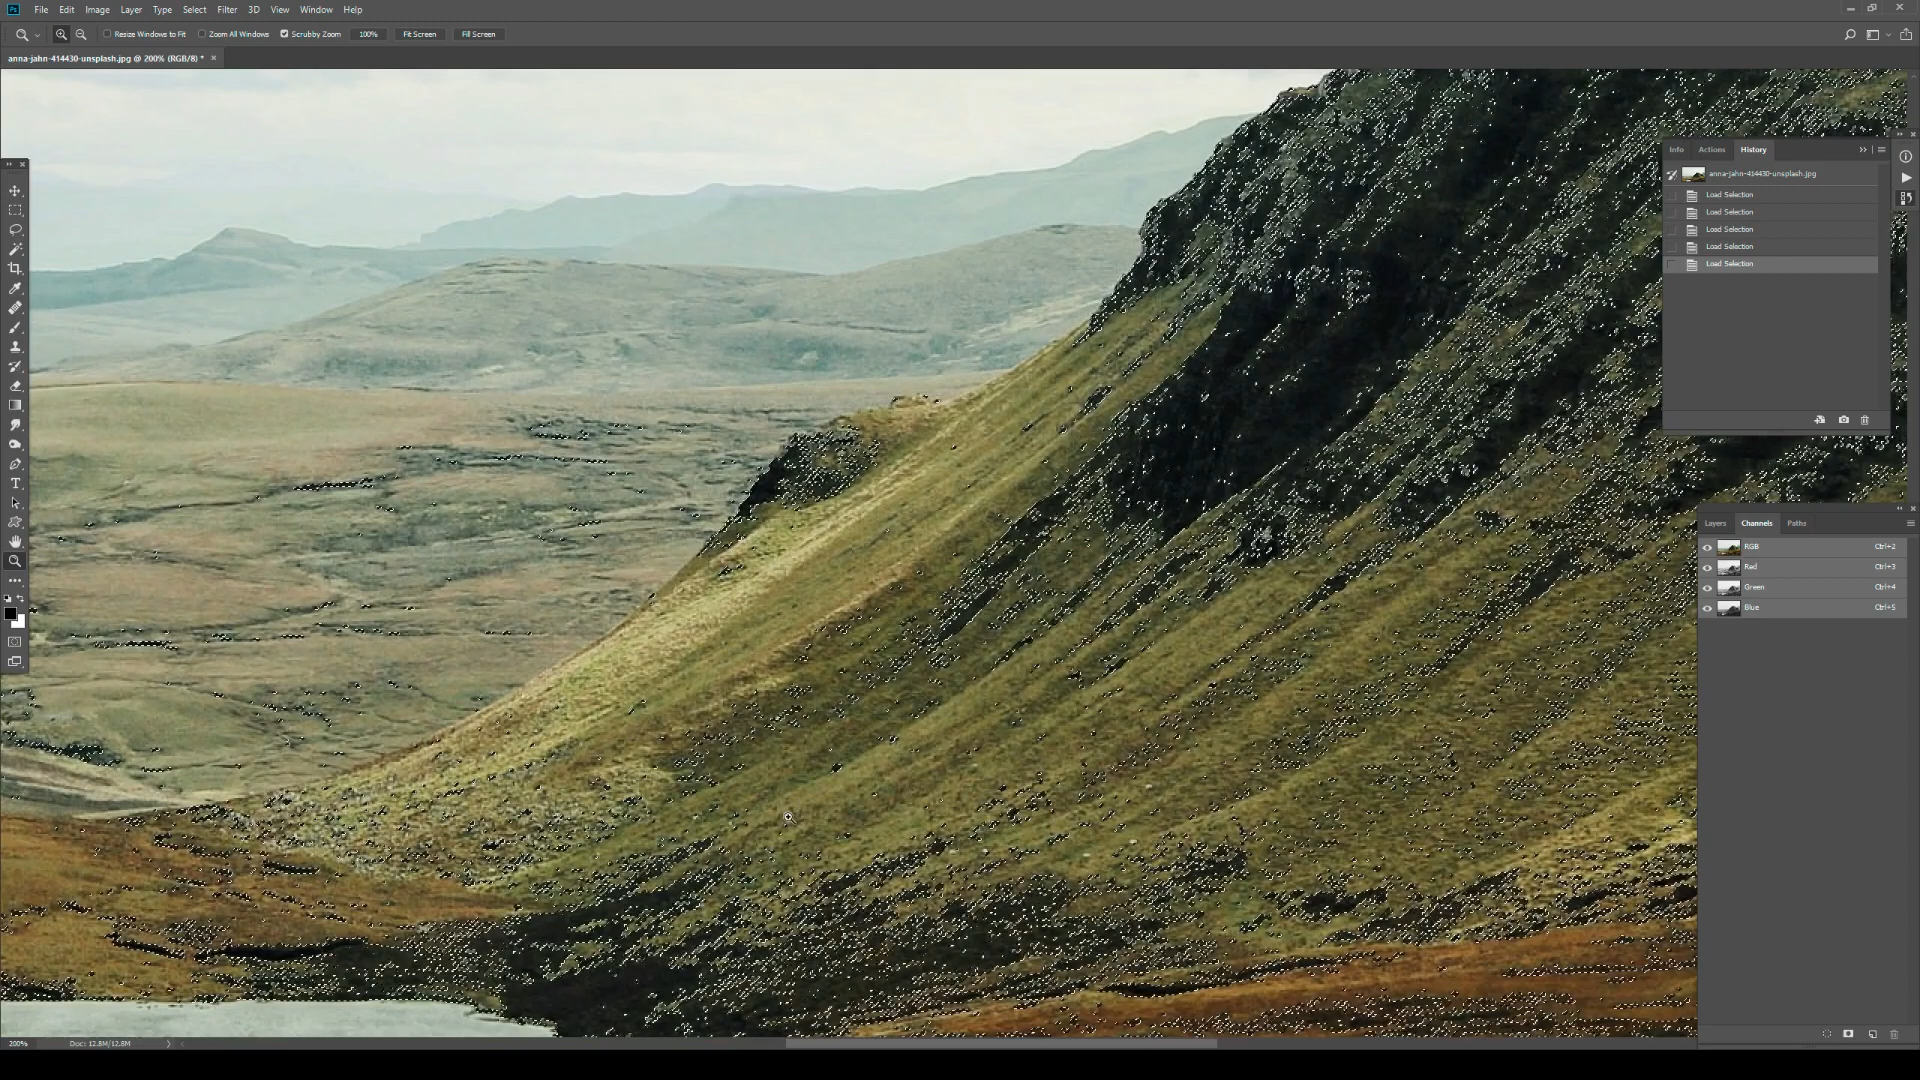 Ps File Edit Image Layer Type Select Filter 3D View Window Help
Resize Windows to Fit Zoom All Windows Scrubby Zoom 100% Fit Screen Fill Screen
anna-jahn-414430-unsplash.jpg @ 200% (RGB/8) *
Info Actions History
anna-jahn-414430-unsplash.jpg
Load Selection
Load Selection
Load Selection
Load Selection
Load Selection
Layers Channels Paths
RGB Ctrl+2
Red Ctrl+3
Green Ctrl+4
Blue Ctrl+5
200% Doc: 12.8M/12.8M